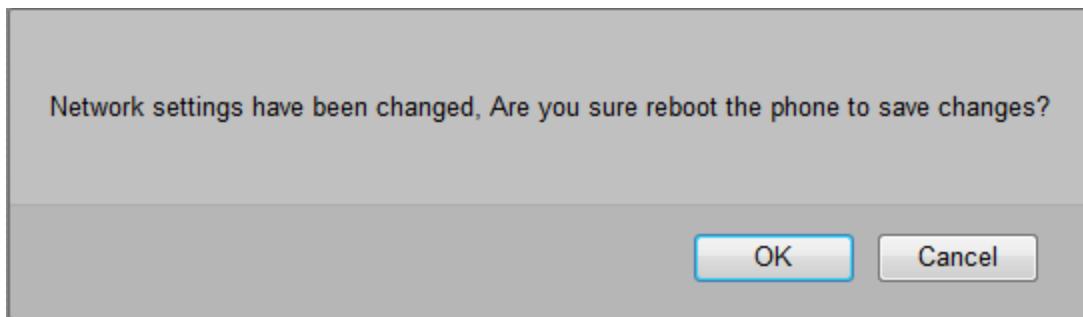 Network settings have been changed, Are you sure reboot the phone to save changes?
OK
Cancel